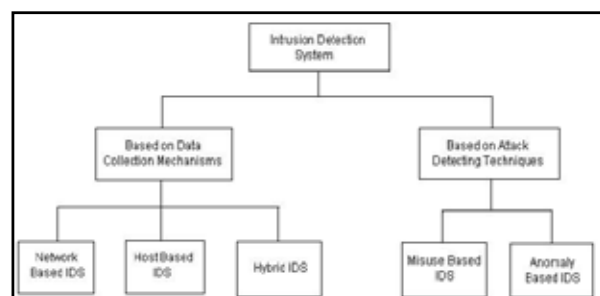 Intrusion Detection
System
Based on Data
Collection Mechanisms
Based on Attack
Detecting Techniques
Network
Based IDS
Host Based
IDS
Hybrid IDS
Misuse Based
IDS
Anomaly
Based IDS